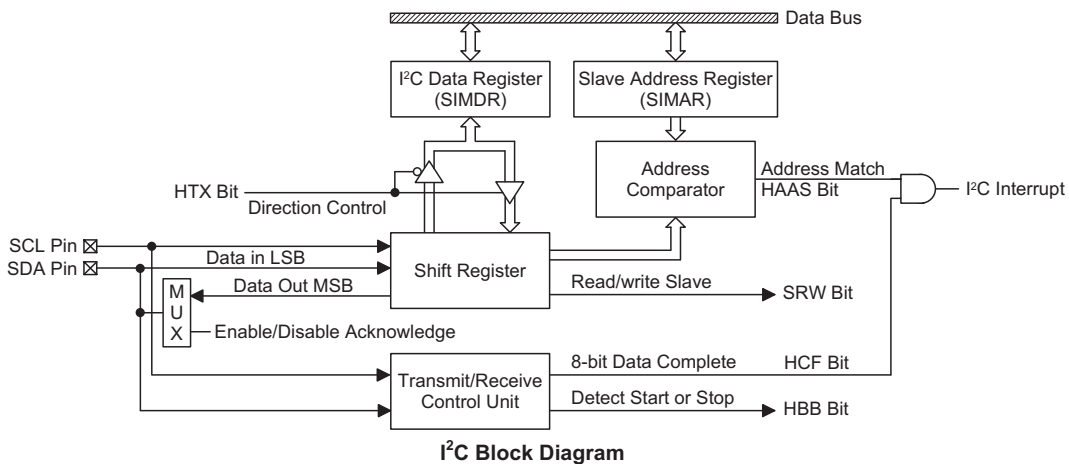 Data Bus
I²C Data Register
(SIMDR)
Slave Address Register
(SIMAR)
Address
Comparator
Address Match
HAAS Bit
I²C Interrupt
HTX Bit
Direction Control
SCL Pin
SDA Pin
Data in LSB
Shift Register
Data Out MSB
Read/write Slave
SRW Bit
M
U
X
Enable/Disable Acknowledge
Transmit/Receive
Control Unit
8-bit Data Complete
HCF Bit
Detect Start or Stop
HBB Bit
I²C Block Diagram